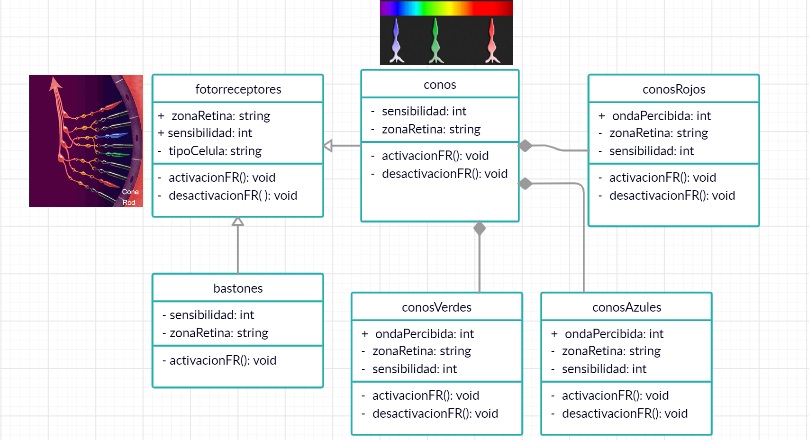 fotorreceptores
+ zonaRetina: string
+ sensibilidad: int
- tipoCelula: string
- activacionFR(): void
- desactivacionFR( ): void
Cone
Rod
conos
- sensibilidad: int
- zonaRetina: string
- activacionFR(): void
- desactivacionFR(): void
conosRojos
+ ondaPercibida: int
- zonaRetina: string
- sensibilidad: int
- activacionFR(): void
- desactivacionFR(): void
bastones
- sensibilidad: int
- zonaRetina: string
- activacionFR(): void
conosVerdes
+ ondaPercibida: int
- zonaRetina: string
- sensibilidad: int
- activacionFR(): void
- desactivacionFR(): void
conosAzules
+ ondaPercibida: int
- zonaRetina: string
- sensibilidad: int
- activacionFR(): void
- desactivacionFR(): void